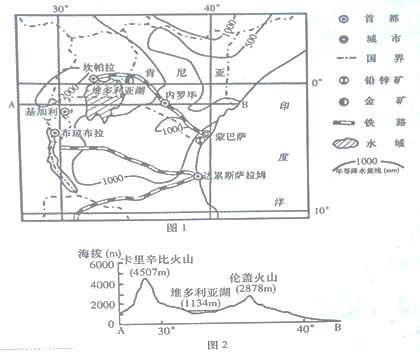 30° 40°
1000
500
坎帕拉
肯 尼 亚
1000
维多利亚湖
0°
A B
内罗毕
基加利
印
1000
布琼布拉
蒙巴萨
度
1000
达累斯萨拉姆
洋
10°
图1
首都
城市
国界
铅锌矿
金矿
铁路
水域
1000
年等降水量线(mm)
海拔(m)
卡里辛比火山
(4507m)
6000
4000
2000
0
维多利亚湖
(1134m)
伦盖火山
(2878m)
A 30° 40° B
图2